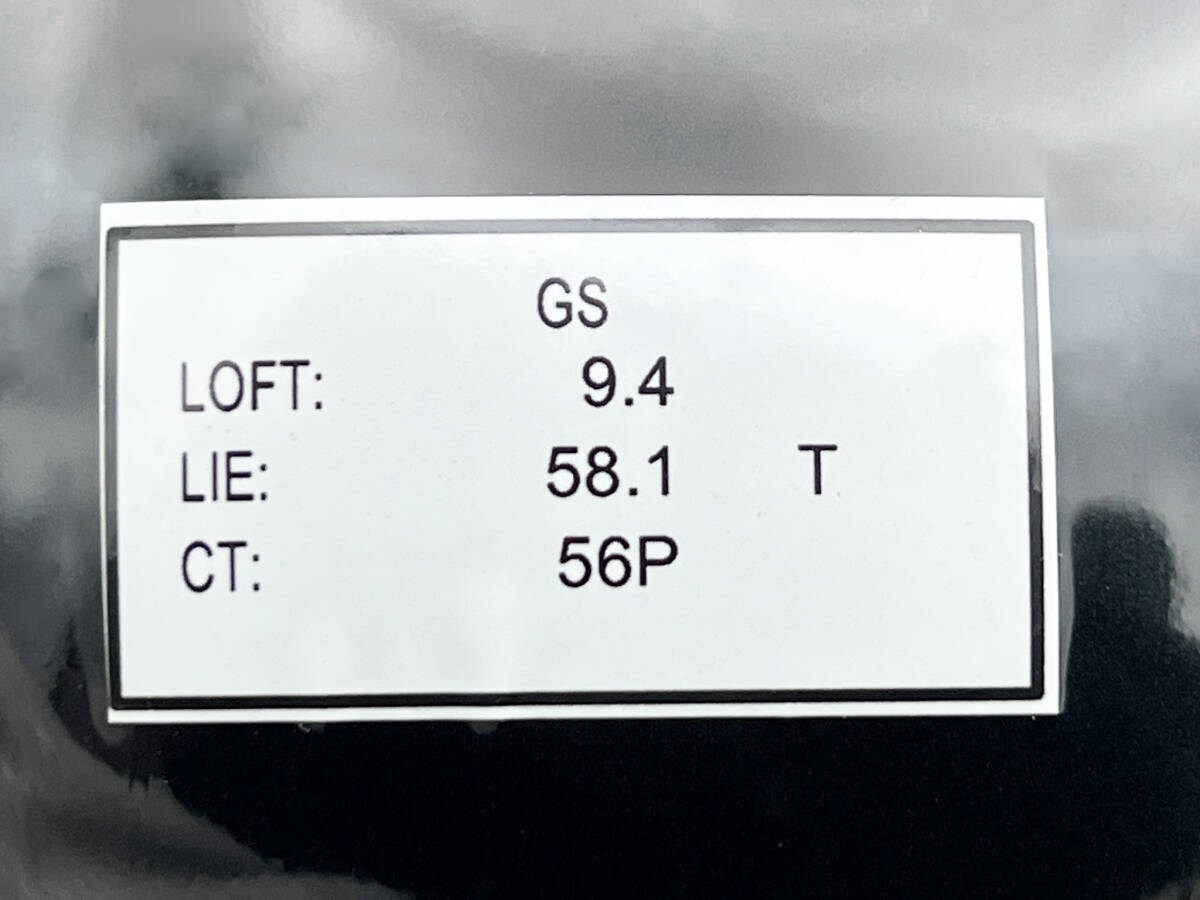 GS
LOFT: 9.4
LIE: 58.1 T
CT: 56P